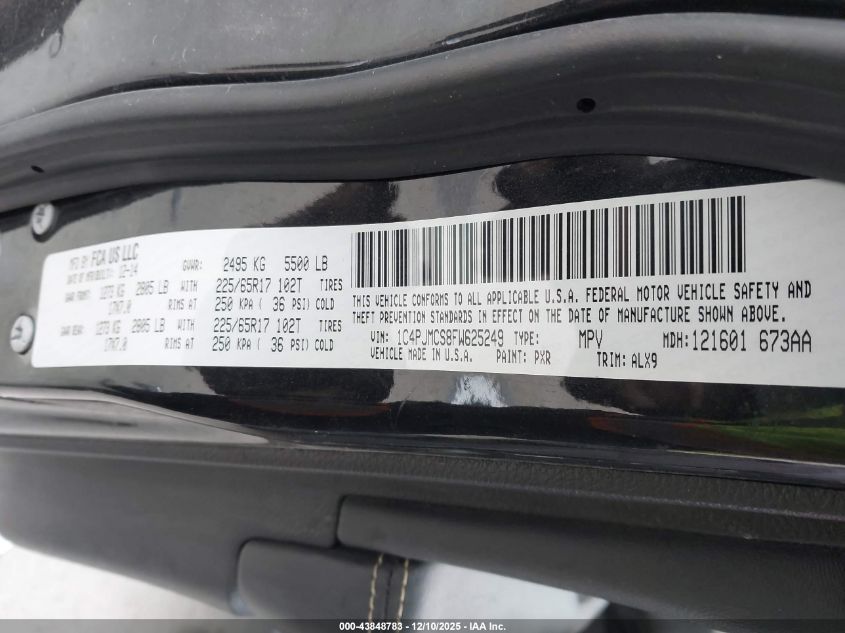 MFD BY: FCA US LLC
DATE OF MFR(BUILT): 12-14
GVWR: 2495 KG 5500 LB
GAWR FRONT: 1273 KG 2805 LB WITH 225/65R17 102T TIRES
17X7.0 RIMS AT 250 KPA ( 36 PSI) COLD
GAWR REAR: 1273 KG 2805 LB WITH 225/65R17 102T TIRES
17X7.0 RIMS AT 250 KPA ( 36 PSI) COLD
THIS VEHICLE CONFORMS TO ALL APPLICABLE U.S.A. FEDERAL MOTOR VEHICLE SAFETY AND
THEFT PREVENTION STANDARDS IN EFFECT ON THE DATE OF MANUFACTURE SHOWN ABOVE.
VIN: 1C4PJMCS8FW625249 TYPE: MPV MDH: 121601 673AA
VEHICLE MADE IN U.S.A. PAINT: PXR TRIM: ALX9
000-43848783 - 12/10/2025 - IAA Inc.